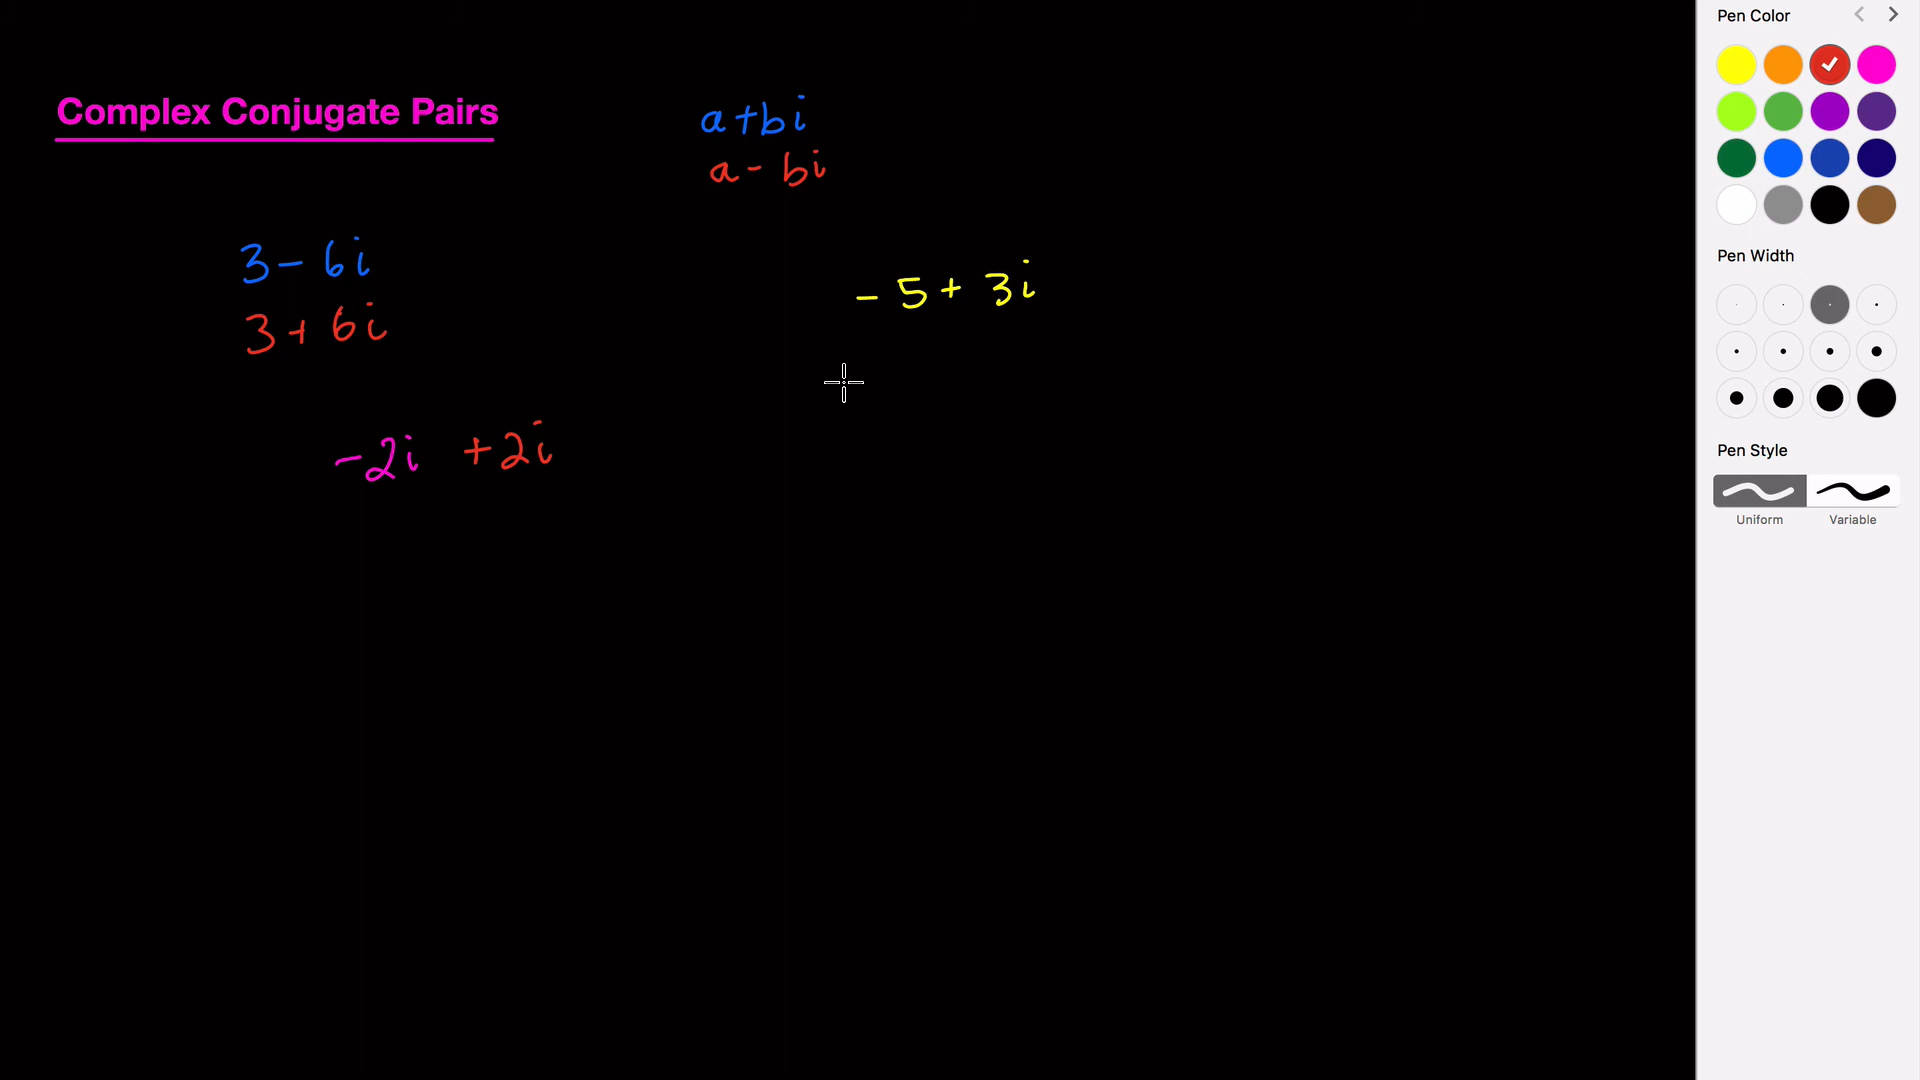 Complex Conjugate Pairs
a+bi
a - bi
3 - 6i
3 + 6i
- 5 + 3i
-2i +2i
Pen Color
Pen Width
Pen Style
Uniform Variable